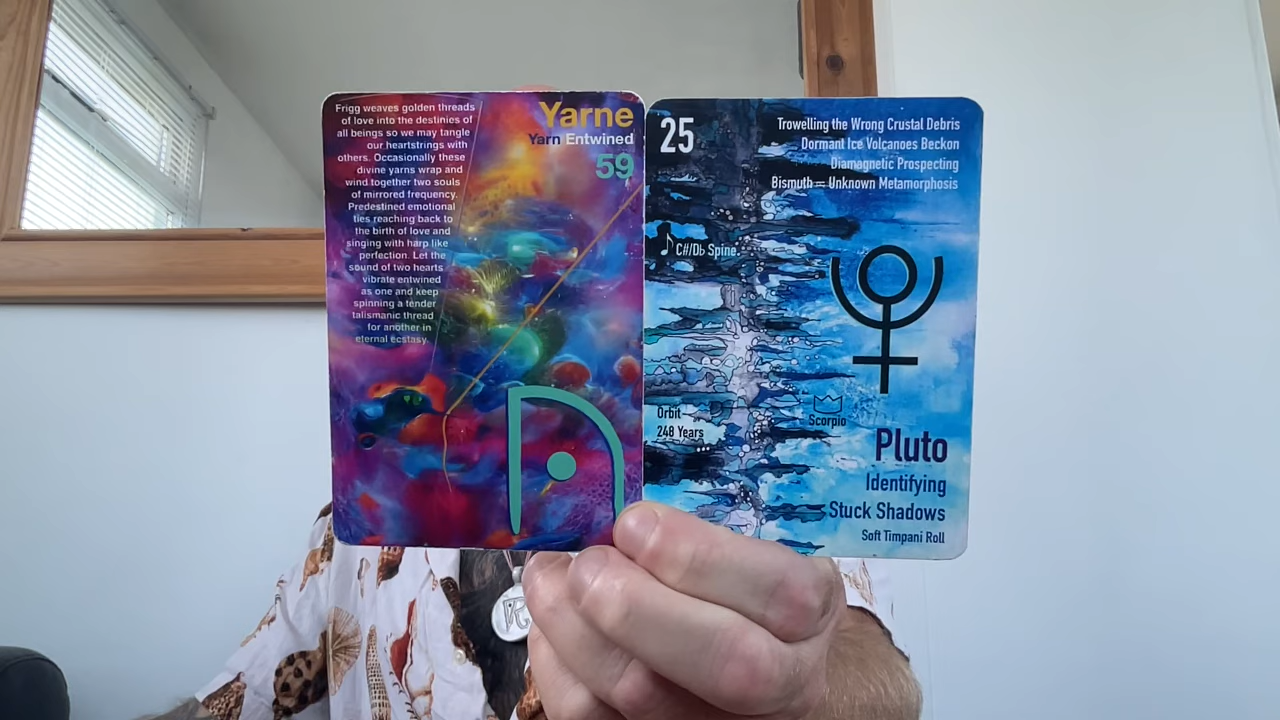 Frigg weaves golden threads
of love into the destinies of
all beings so we may tangle
our heartstrings with
others. Occasionally these
divine yarns wrap and
wind together two souls
of mirrored frequency.
Predestined emotional
ties reaching back to
the birth of love and
singing with harp like
perfection. Let the
sound of two hearts
vibrate entwined
as one and keep
spinning a tender
talismanic thread
for another in
eternal ecstasy.
Yarne
Yarn Entwined
59
25
Trowelling the Wrong Crustal Debris
Dormant Ice Volcanoes Beckon
Diamagnetic Prospecting
Bismuth = Unknown Metamorphosis
C#/Db Spine
Orbit
248 Years
Scorpio
Pluto
Identifying
Stuck Shadows
Soft Timpani Roll